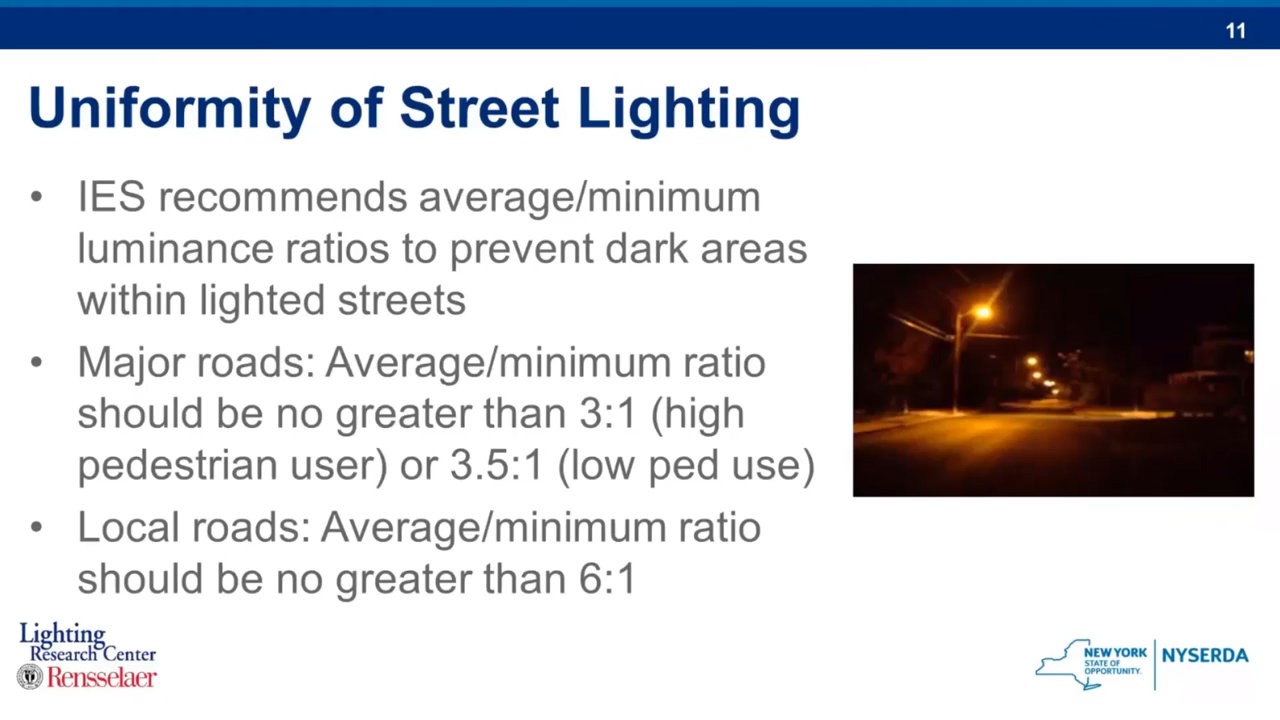 11
Uniformity of Street Lighting
• IES recommends average/minimum
luminance ratios to prevent dark areas
within lighted streets
• Major roads: Average/minimum ratio
should be no greater than 3:1 (high
pedestrian user) or 3.5:1 (low ped use)
• Local roads: Average/minimum ratio
should be no greater than 6:1
Lighting
Research Center
Rensselaer
NEW YORK
STATE OF
OPPORTUNITY.
NYSERDA